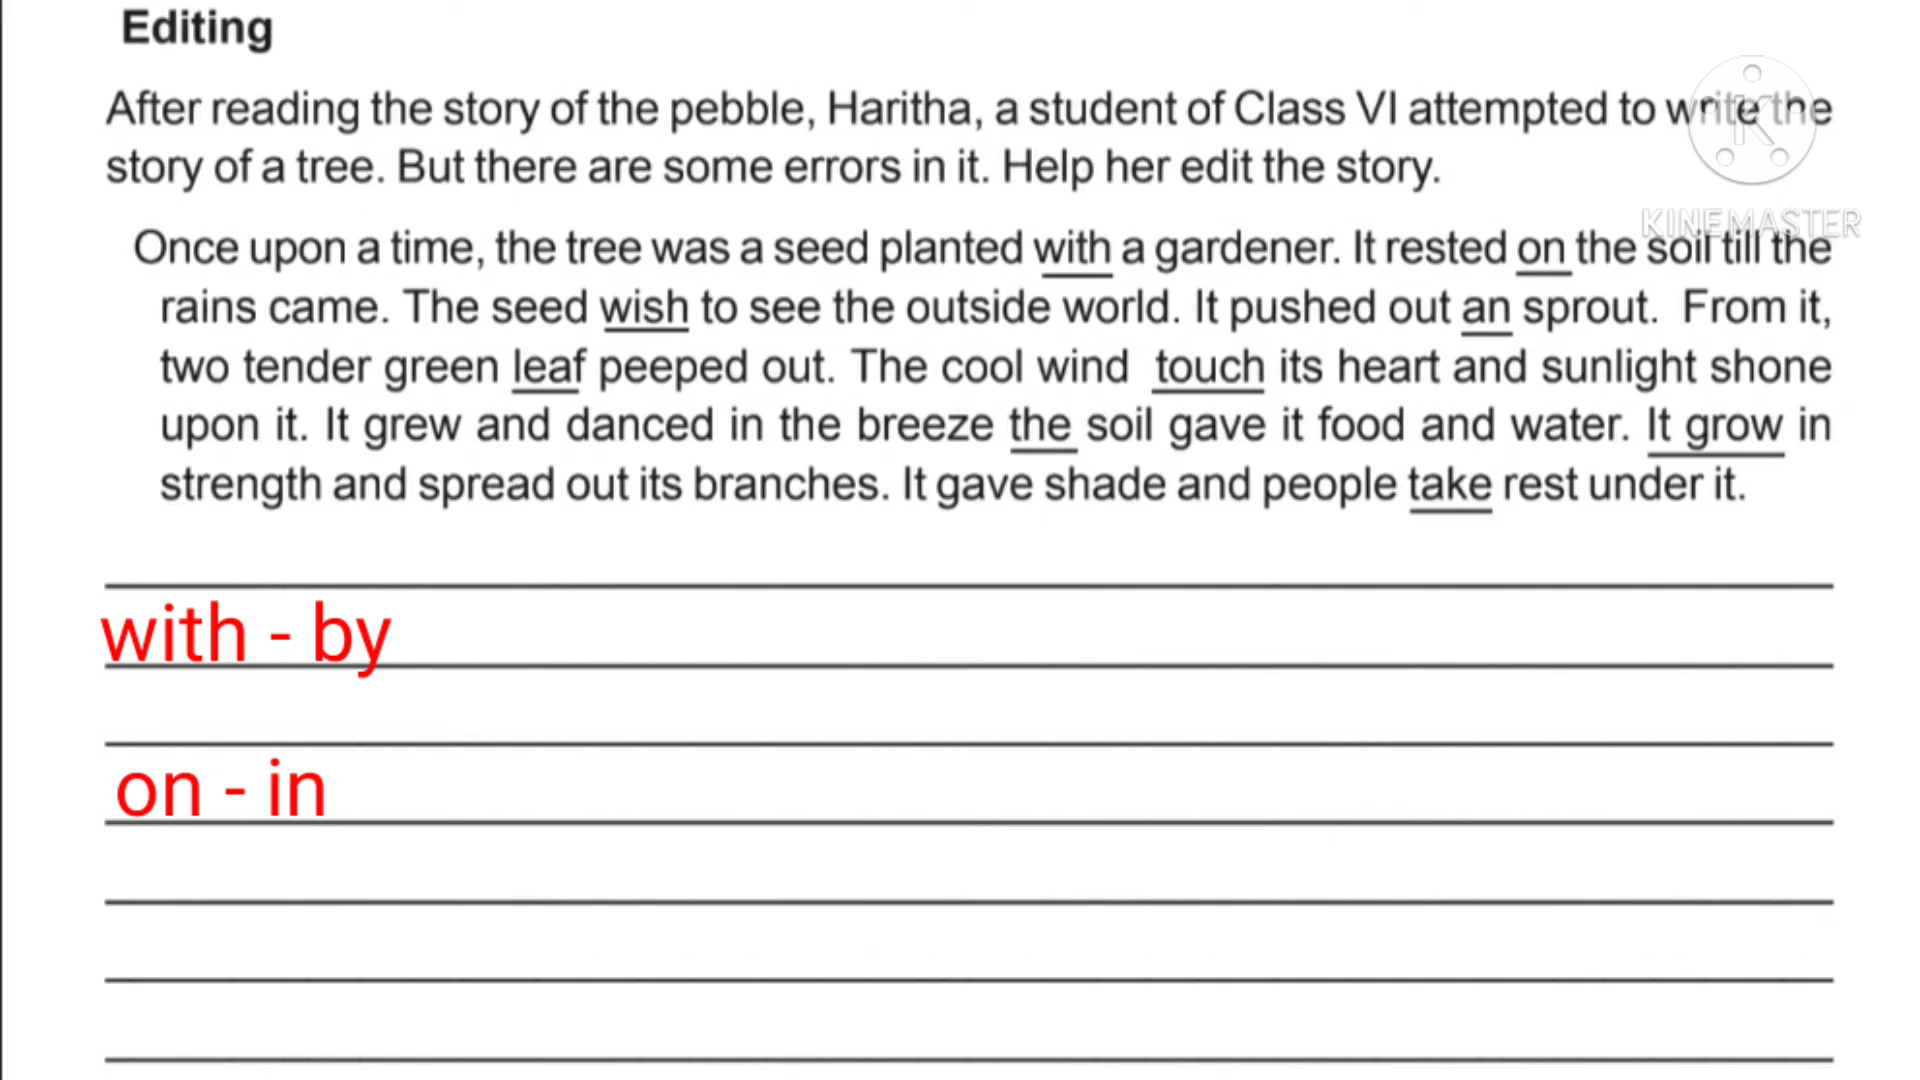 Editing
After reading the story of the pebble, Haritha, a student of Class VI attempted to write the
story of a tree. But there are some errors in it. Help her edit the story.
KINEMASTER
Once upon a time, the tree was a seed planted with a gardener. It rested on the soil till the
rains came. The seed wish to see the outside world. It pushed out an sprout. From it,
two tender green leaf peeped out. The cool wind touch its heart and sunlight shone
upon it. It grew and danced in the breeze the soil gave it food and water. It grow in
strength and spread out its branches. It gave shade and people take rest under it.
with - by
on - in